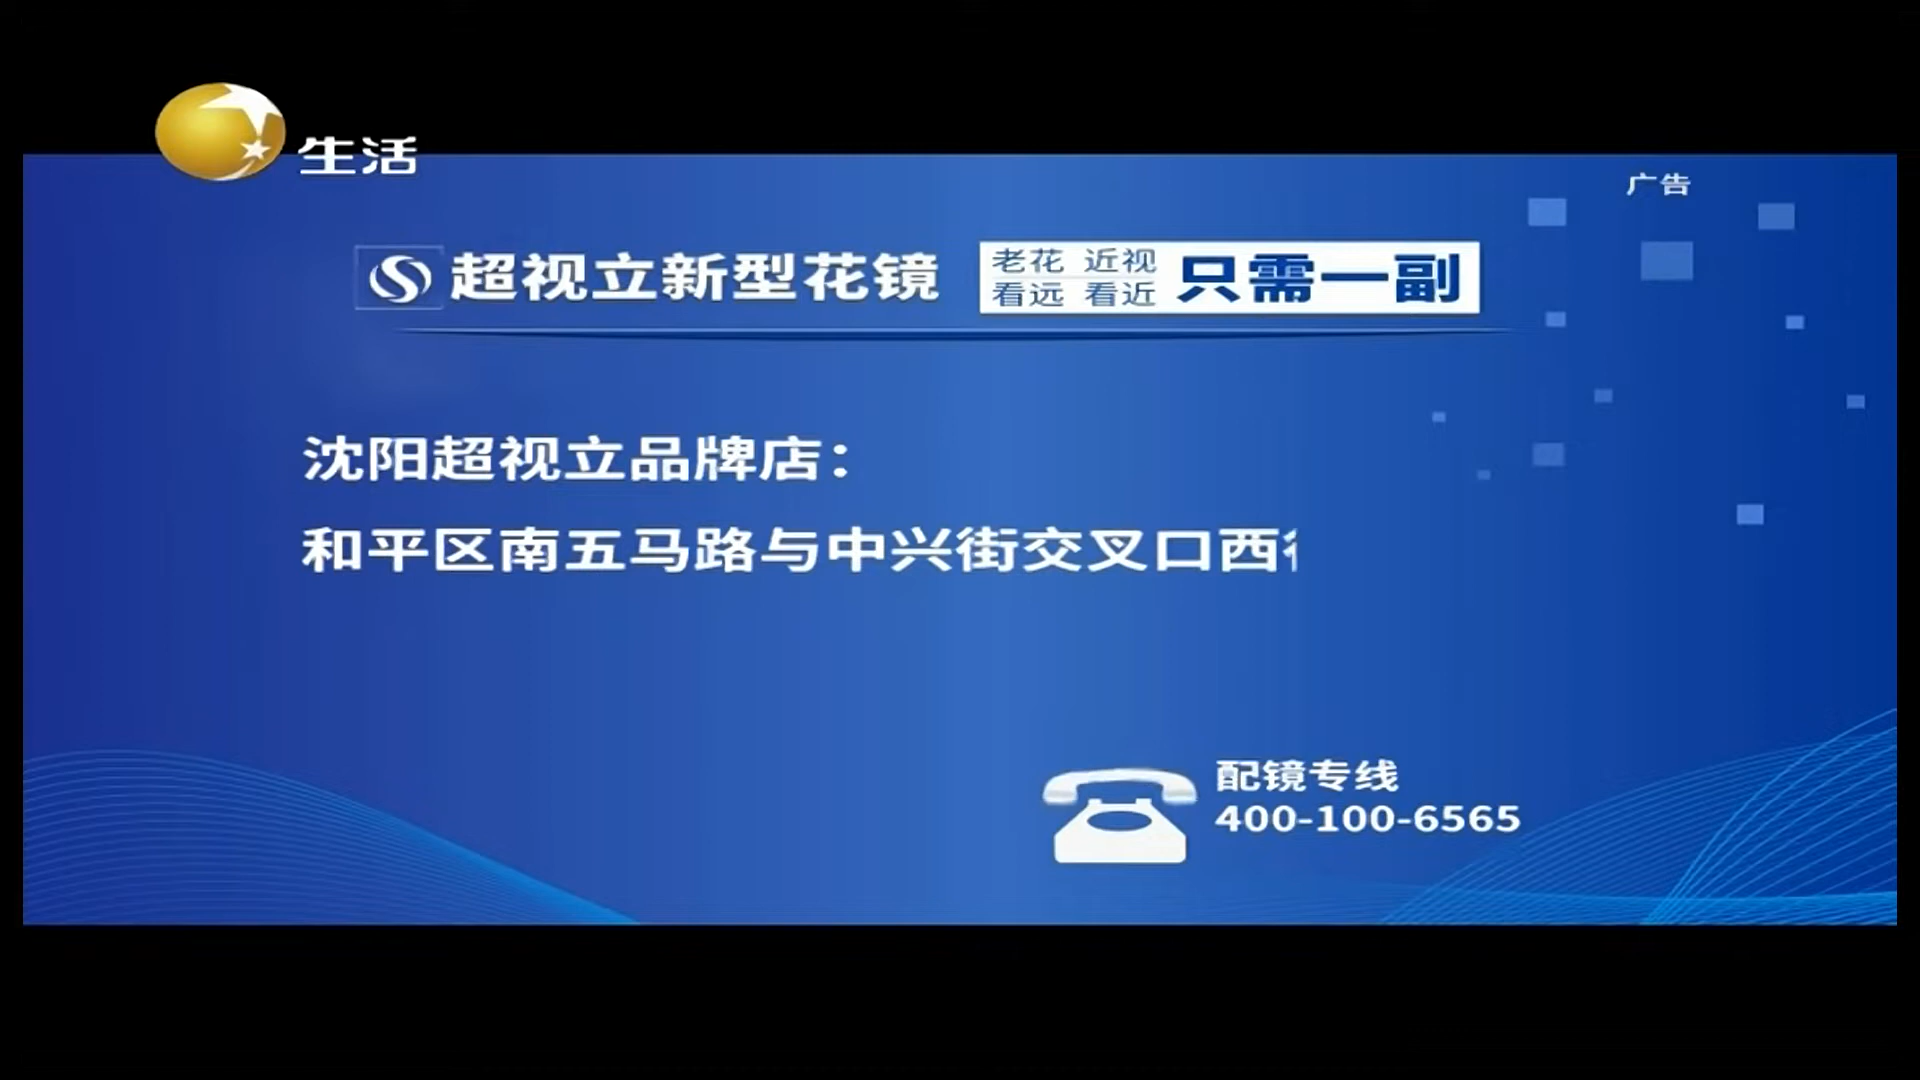 生活
广告
超视立新型花镜
老花 近视
看远 看近
只需一副
沈阳超视立品牌店：
和平区南五马路与中兴街交叉口西
配镜专线
400-100-6565